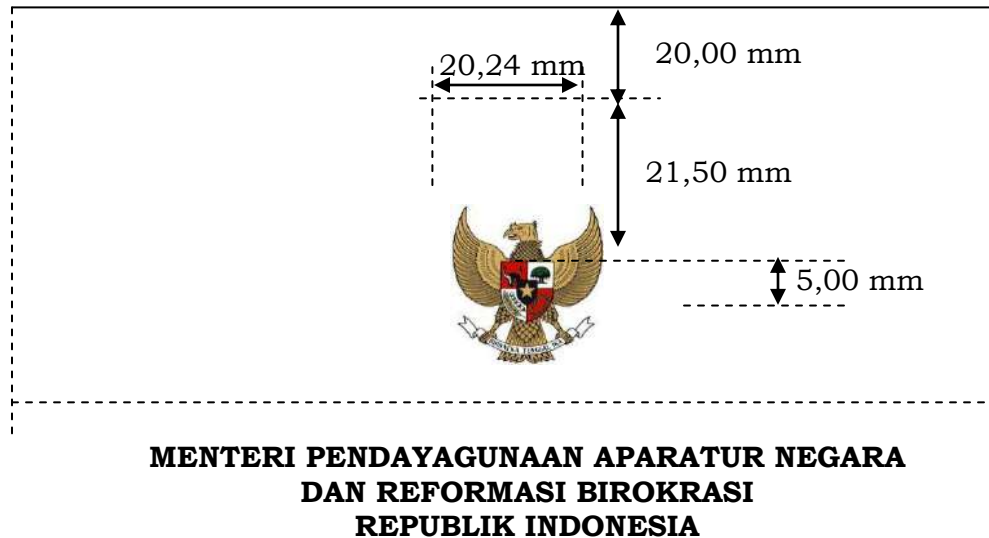 20,24 mm
20,00 mm
21,50 mm
5,00 mm
MENTERI PENDAYAGUNAAN APARATUR NEGARA
DAN REFORMASI BIROKRASI
REPUBLIK INDONESIA